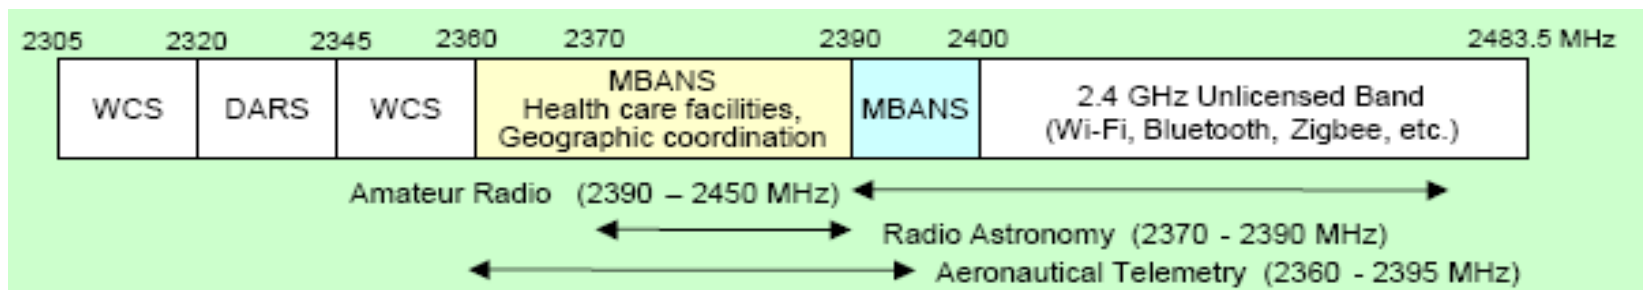 2305 2320 2345 2360 2370 2390 2400 2483.5 MHz
WCS DARS WCS
MBANS
Health care facilities,
Geographic coordination
MBANS
2.4 GHz Unlicensed Band
(Wi-Fi, Bluetooth, Zigbee, etc.)
Amateur Radio (2390 – 2450 MHz)
Radio Astronomy (2370 - 2390 MHz)
Aeronautical Telemetry (2360 - 2395 MHz)